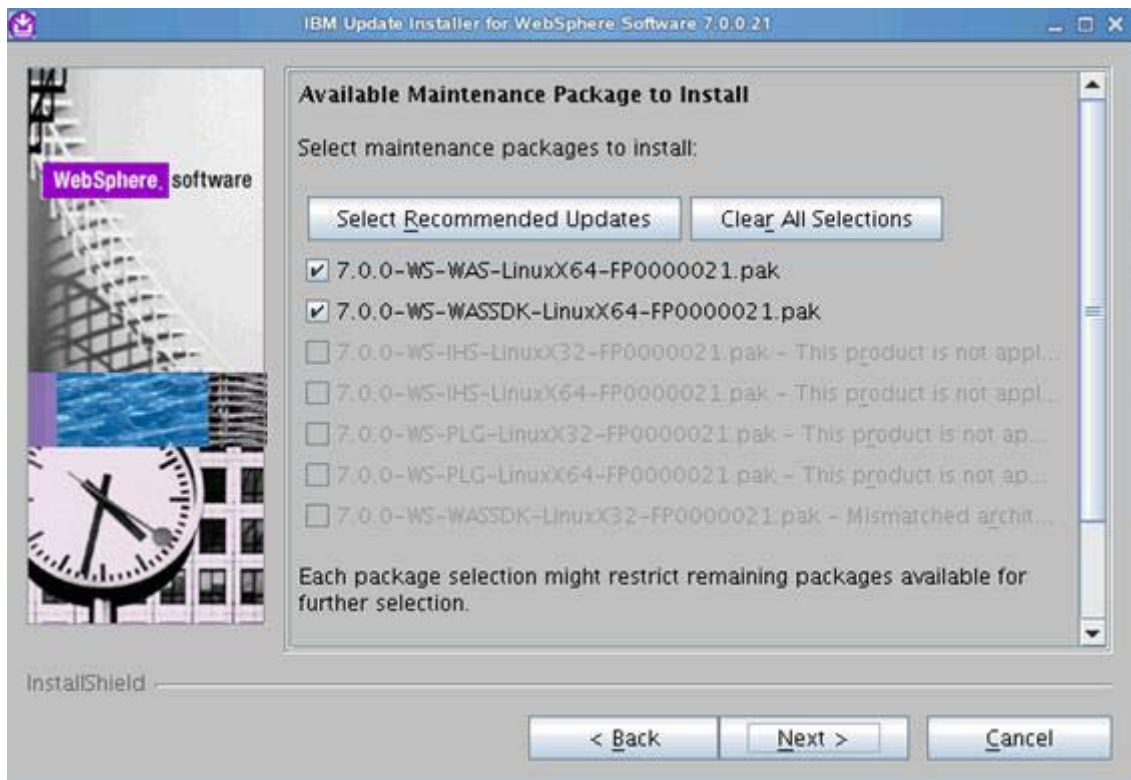 IBM Update Installer for WebSphere Software 7.0.0.21
WebSphere. software
Available Maintenance Package to Install
Select maintenance packages to install:
Select Recommended Updates
Clear All Selections
7.0.0-WS-WAS-LinuxX64-FP0000021.pak
7.0.0-WS-WASSDK-LinuxX64-FP0000021.pak
7.0.0-WS-IHS-LinuxX32-FP0000021.pak - This product is not appl...
7.0.0-WS-IHS-LinuxX64-FP0000021.pak - This product is not appl...
7.0.0-WS-PLG-LinuxX32-FP0000021.pak - This product is not ap...
7.0.0-WS-PLG-LinuxX64-FP0000021.pak - This product is not ap...
7.0.0-WS-WASSDK-LinuxX32-FP0000021.pak - Mismatched archit...
Each package selection might restrict remaining packages available for
further selection.
InstallShield
< Back
Next >
Cancel